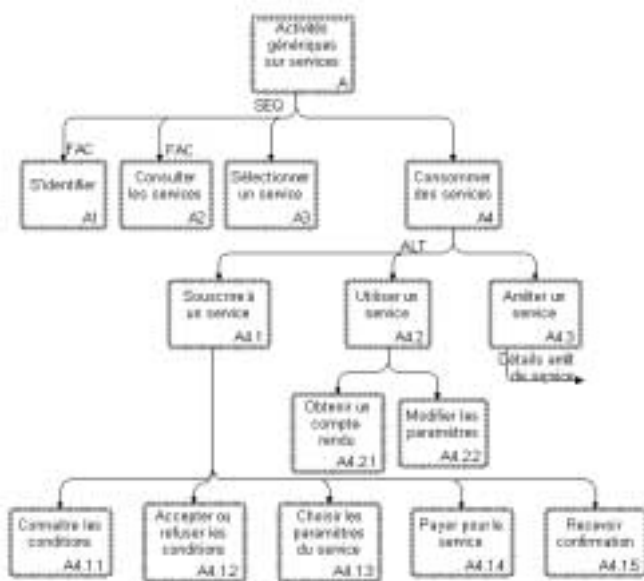 Activités
génériques
sur services
A
SEQ
FAC
FAC
S'identifier
A1
Consulter
les services
A2
Sélectionner
un service
A3
Consommer
des services
A4
ALT
Souscrire à
un service
A4.1
Utiliser un
service
A4.2
Arrêter un
service
A4.3
Détails arrêt
de service
Obtenir un
compte
rendu
A4.2.1
Modifier les
paramètres
A4.2.2
Connaitre les
conditions
A4.1.1
Accepter ou
refuser les
conditions
A4.1.2
Choisir les
paramètres
du service
A4.1.3
Payer pour le
service
A4.1.4
Recevoir
confirmation
A4.1.5